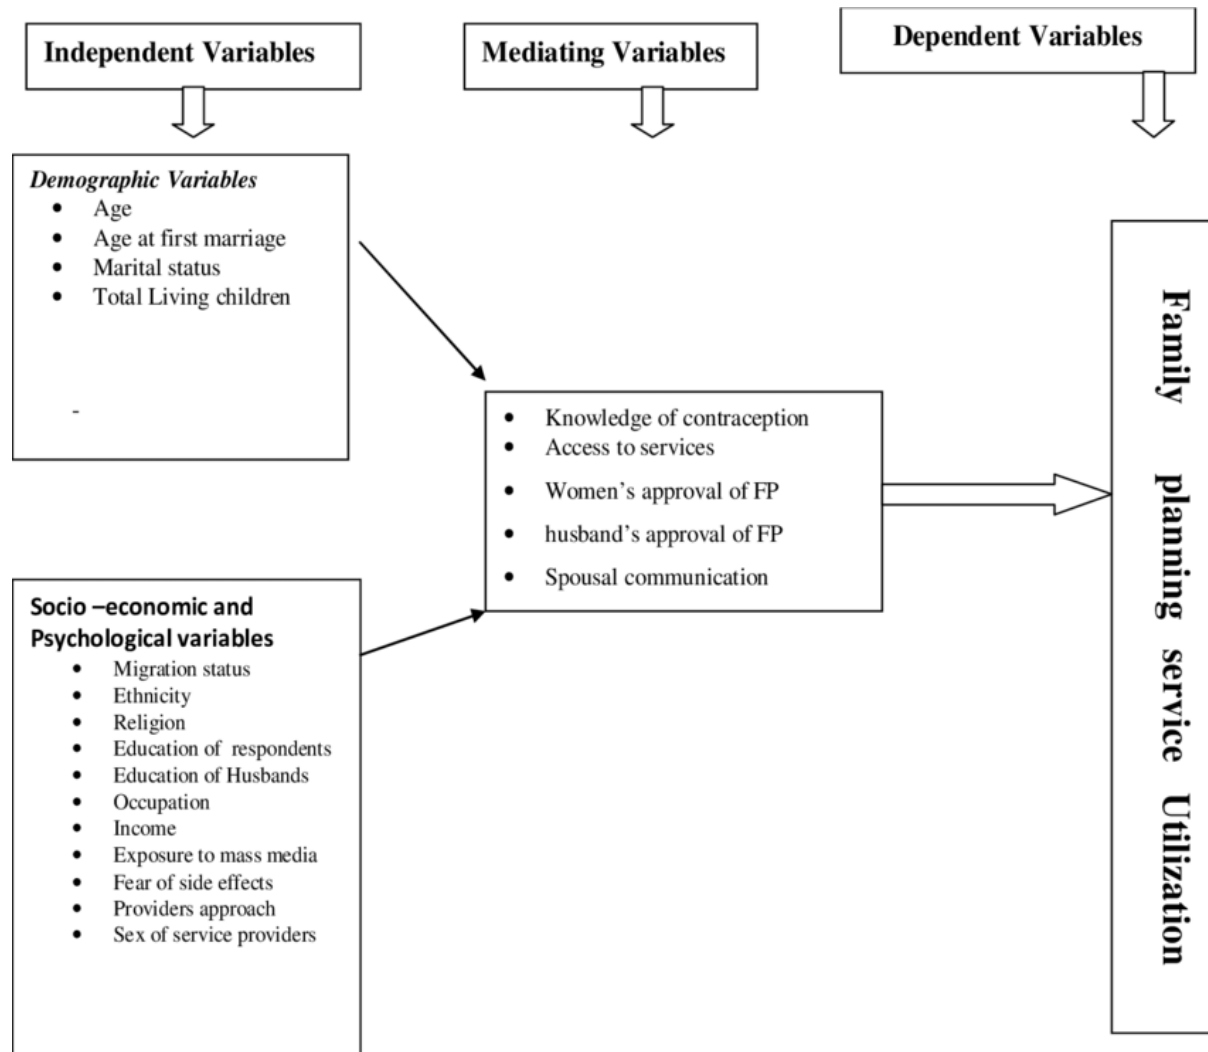 Independent Variables
Mediating Variables
Dependent Variables
Demographic Variables
• Age
• Age at first marriage
• Marital status
• Total Living children
-
• Knowledge of contraception
• Access to services
• Women’s approval of FP
• husband’s approval of FP
• Spousal communication
Socio –economic and
Psychological variables
• Migration status
• Ethnicity
• Religion
• Education of respondents
• Education of Husbands
• Occupation
• Income
• Exposure to mass media
• Fear of side effects
• Providers approach
• Sex of service providers
Family planning service Utilization